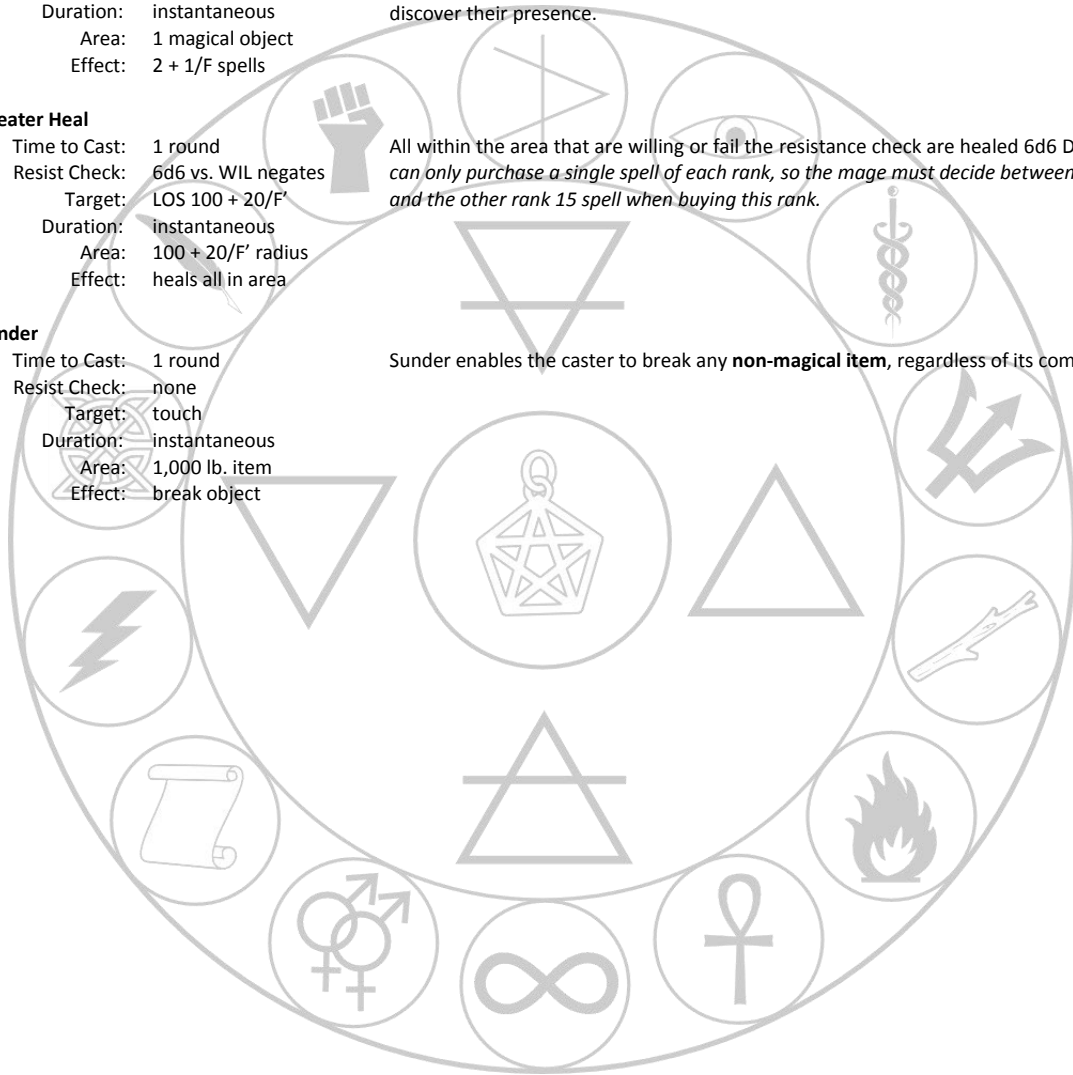 Duration: instantaneous discover their presence.
Area: 1 magical object
Effect: 2 + 1/F spells
eater Heal
Time to Cast: 1 round All within the area that are willing or fail the resistance check are healed 6d6 D
Resist Check: 6d6 vs. WIL negates can only purchase a single spell of each rank, so the mage must decide between
Target: LOS 100 + 20/F’ and the other rank 15 spell when buying this rank.
Duration: instantaneous
Area: 100 + 20/F’ radius
Effect: heals all in area
nder
Time to Cast: 1 round Sunder enables the caster to break any non-magical item, regardless of its com
Resist Check: none
Target: touch
Duration: instantaneous
Area: 1,000 lb. item
Effect: break object